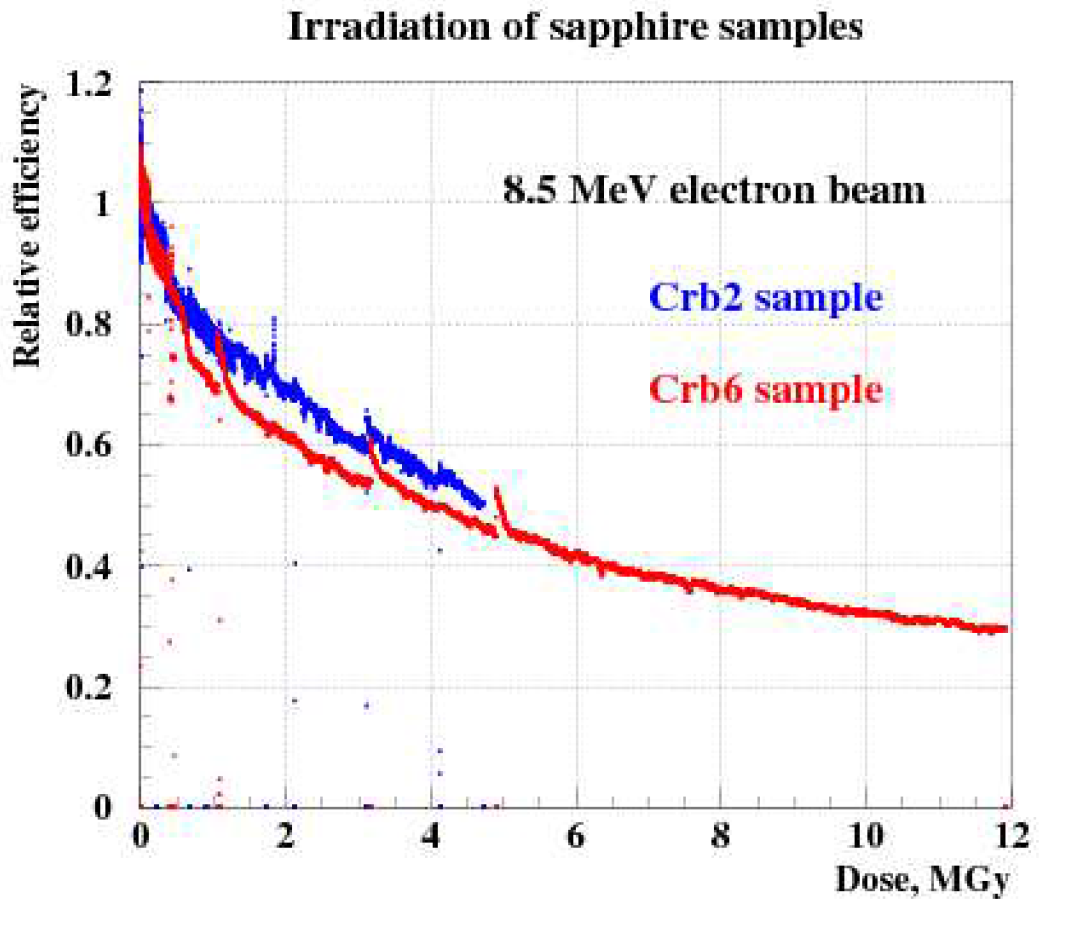 Irradiation of sapphire samples
Relative efficiency
1.2
1
0.8
0.6
0.4
0.2
0
8.5 MeV electron beam
Crb2 sample
Crb6 sample
0 2 4 6 8 10 12
Dose, MGy